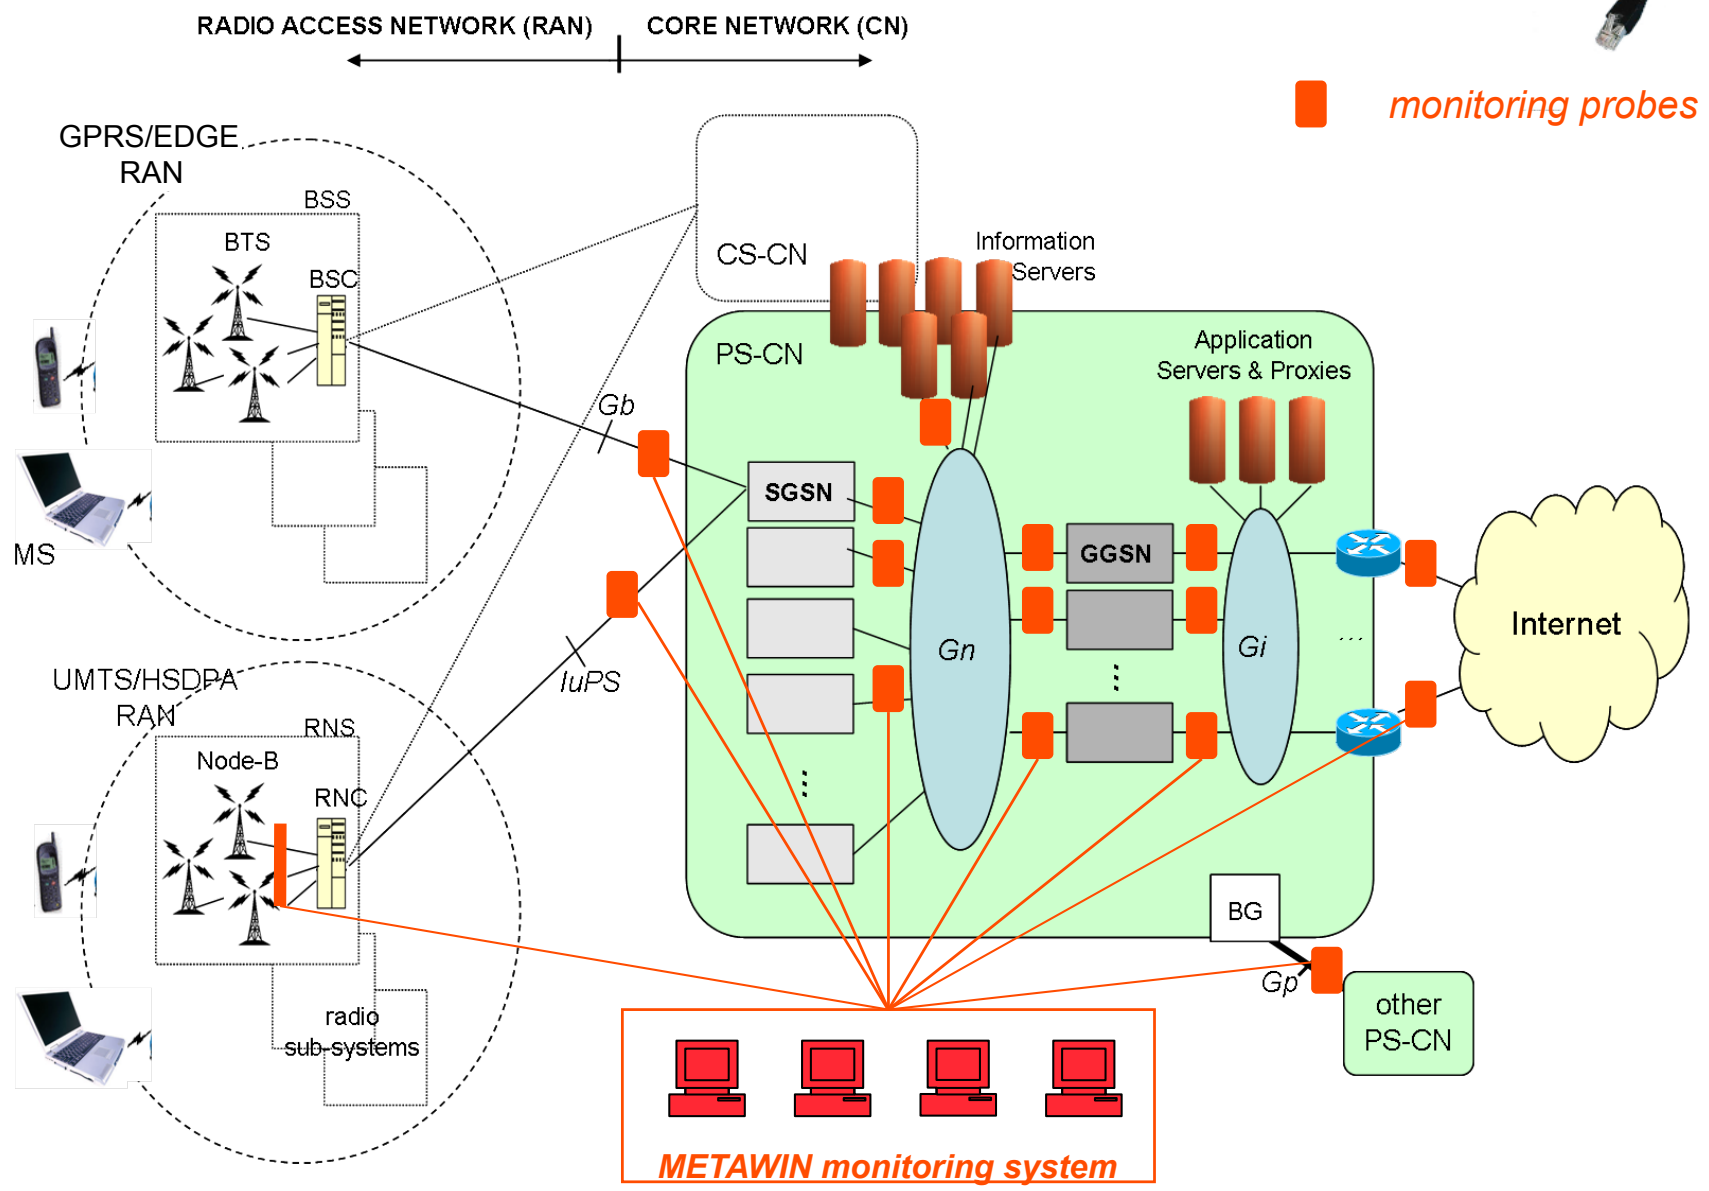 RADIO ACCESS NETWORK (RAN)
CORE NETWORK (CN)
monitoring probes
GPRS/EDGE
RAN
BSS
BTS
BSC
CS-CN
Information
Servers
PS-CN
Application
Servers & Proxies
Gb
SGSN
MS
GGSN
Internet
Gn
Gi
...
IuPS
UMTS/HSDPA
RAN
RNS
Node-B
RNC
...
...
BG
Gp
other
PS-CN
radio
sub-systems
METAWIN monitoring system